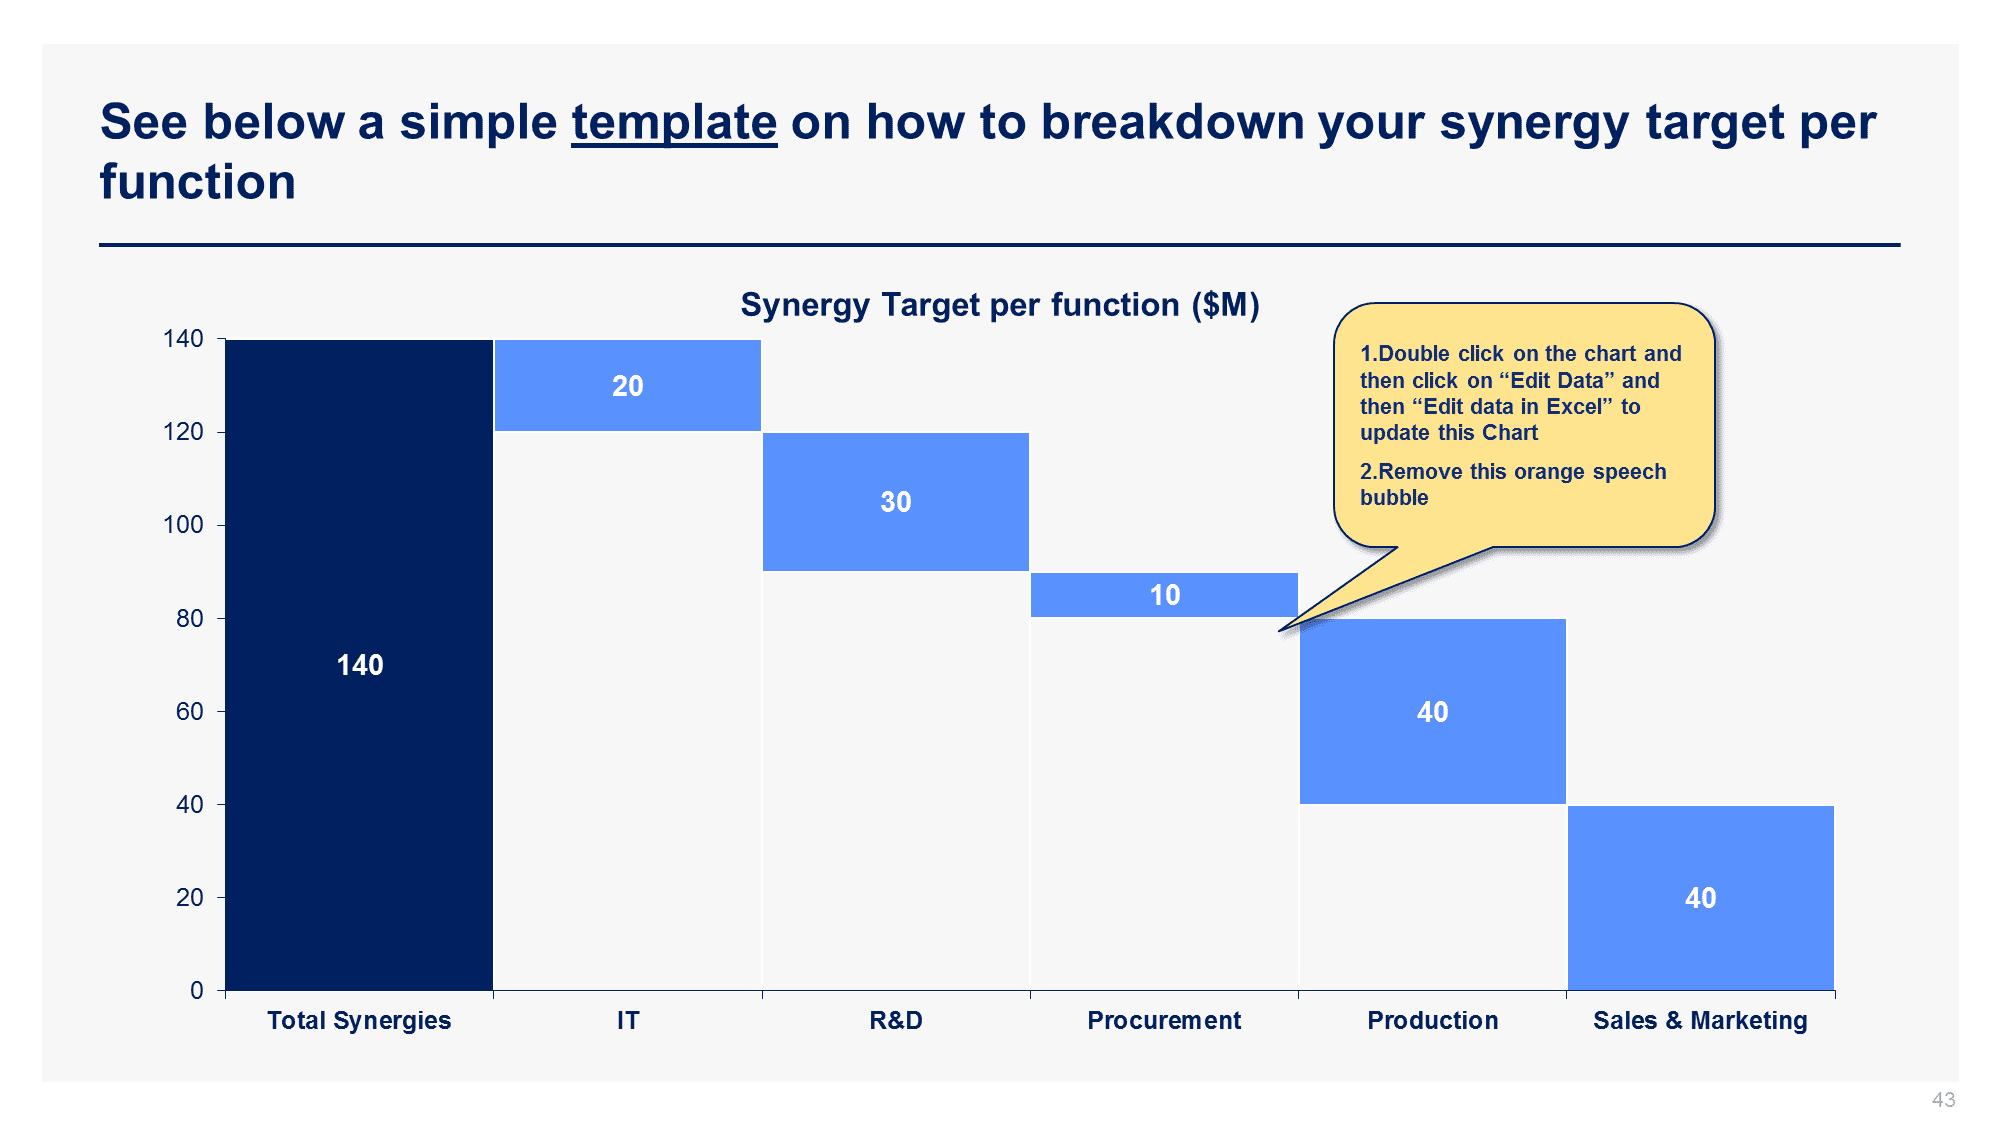 See below a simple template on how to breakdown your synergy target per
function
Synergy Target per function ($M)
1.Double click on the chart and
then click on “Edit Data” and
then “Edit data in Excel” to
update this Chart
2.Remove this orange speech
bubble
140
120
100
80
60
40
20
0
140
20
30
10
40
40
Total Synergies
IT
R&D
Procurement
Production
Sales & Marketing
43